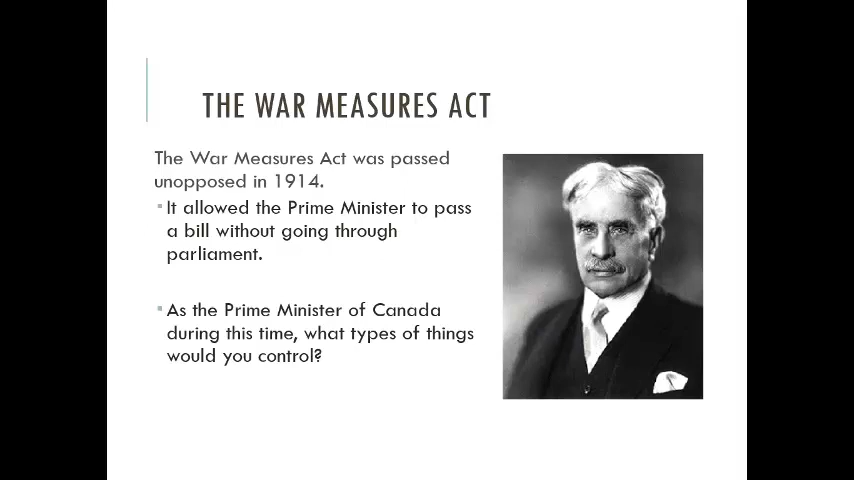 THE WAR MEASURES ACT
The War Measures Act was passed
unopposed in 1914.
It allowed the Prime Minister to pass
a bill without going through
parliament.
As the Prime Minister of Canada
during this time, what types of things
would you control?